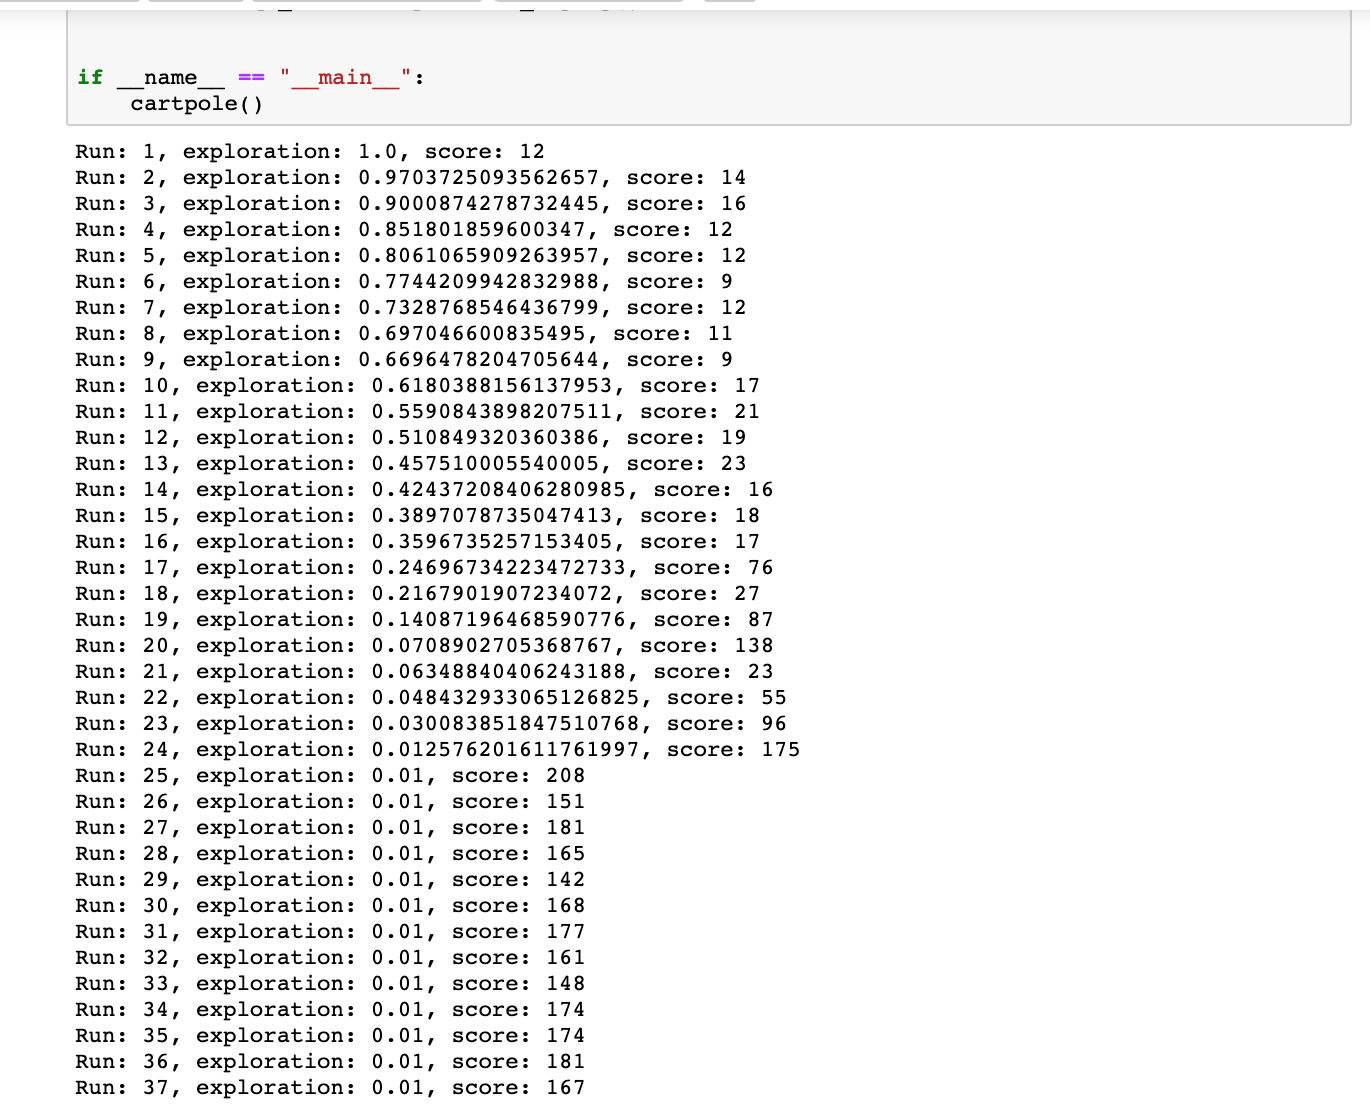 if __name__ == "__main__":
    cartpole()
Run: 1, exploration: 1.0, score: 12
Run: 2, exploration: 0.9703725093562657, score: 14
Run: 3, exploration: 0.9000874278732445, score: 16
Run: 4, exploration: 0.851801859600347, score: 12
Run: 5, exploration: 0.8061065909263957, score: 12
Run: 6, exploration: 0.7744209942832988, score: 9
Run: 7, exploration: 0.7328768546436799, score: 12
Run: 8, exploration: 0.697046600835495, score: 11
Run: 9, exploration: 0.6696478204705644, score: 9
Run: 10, exploration: 0.6180388156137953, score: 17
Run: 11, exploration: 0.5590843898207511, score: 21
Run: 12, exploration: 0.510849320360386, score: 19
Run: 13, exploration: 0.457510005540005, score: 23
Run: 14, exploration: 0.42437208406280985, score: 16
Run: 15, exploration: 0.3897078735047413, score: 18
Run: 16, exploration: 0.3596735257153405, score: 17
Run: 17, exploration: 0.24696734223472733, score: 76
Run: 18, exploration: 0.2167901907234072, score: 27
Run: 19, exploration: 0.14087196468590776, score: 87
Run: 20, exploration: 0.0708902705368767, score: 138
Run: 21, exploration: 0.06348840406243188, score: 23
Run: 22, exploration: 0.048432933065126825, score: 55
Run: 23, exploration: 0.030083851847510768, score: 96
Run: 24, exploration: 0.012576201611761997, score: 175
Run: 25, exploration: 0.01, score: 208
Run: 26, exploration: 0.01, score: 151
Run: 27, exploration: 0.01, score: 181
Run: 28, exploration: 0.01, score: 165
Run: 29, exploration: 0.01, score: 142
Run: 30, exploration: 0.01, score: 168
Run: 31, exploration: 0.01, score: 177
Run: 32, exploration: 0.01, score: 161
Run: 33, exploration: 0.01, score: 148
Run: 34, exploration: 0.01, score: 174
Run: 35, exploration: 0.01, score: 174
Run: 36, exploration: 0.01, score: 181
Run: 37, exploration: 0.01, score: 167